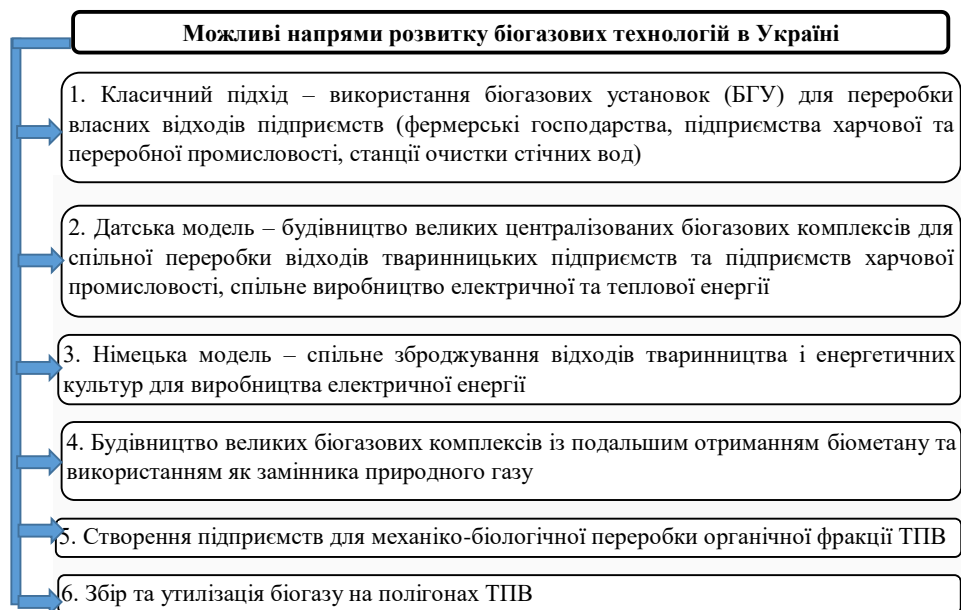 Можливі напрями розвитку біогазових технологій в Україні
1. Класичний підхід – використання біогазових установок (БГУ) для переробки
власних відходів підприємств (фермерські господарства, підприємства харчової та
переробної промисловості, станції очистки стічних вод)
2. Датська модель – будівництво великих централізованих біогазових комплексів для
спільної переробки відходів тваринницьких підприємств та підприємств харчової
промисловості, спільне виробництво електричної та теплової енергії
3. Німецька модель – спільне зброджування відходів тваринництва і енергетичних
культур для виробництва електричної енергії
4. Будівництво великих біогазових комплексів із подальшим отриманням біометану та
використанням як замінника природного газу
5. Створення підприємств для механіко-біологічної переробки органічної фракції ТПВ
6. Збір та утилізація біогазу на полігонах ТПВ